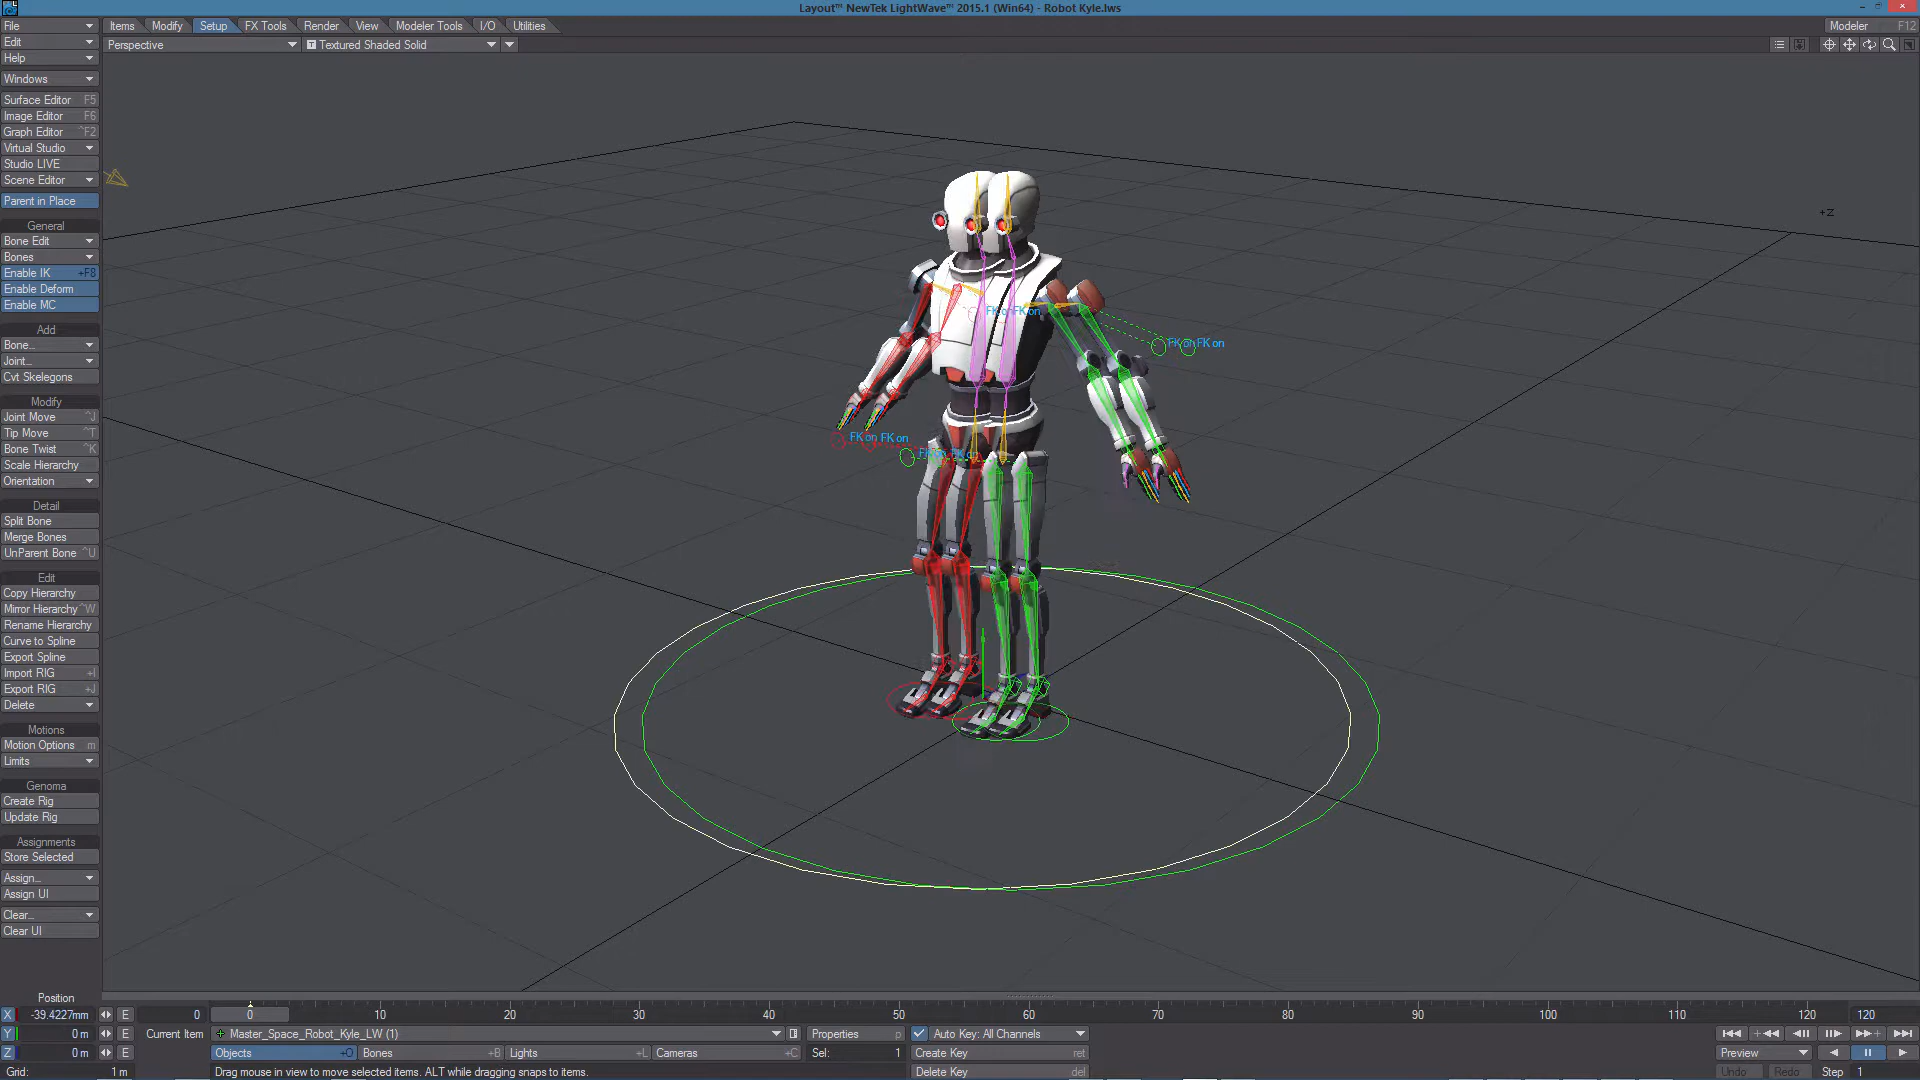 Layout™ NewTek LightWave™ 2015.1 (Win64) - Robot Kyle.lws
File Items Modify Setup FX Tools Render View Modeler Tools I/O Utilities Modeler F12
Edit Perspective Textured Shaded Solid
Help
Windows
Surface Editor F5
Image Editor F6
Graph Editor ^F2
Virtual Studio
Studio LIVE
Scene Editor
Parent in Place
+Z
General
Bone Edit
Bones
Enable IK +F8
Enable Deform
Enable MC
FK on FK on
Add
Bone...
FK on FK on
Joint...
Cvt Skelegons
Modify
Joint Move ^J
Tip Move ^T
FK on FK on
Bone Twist ^K
FK on FK on
Scale Hierarchy
Orientation
Detail
Split Bone
Merge Bones
UnParent Bone ^U
Edit
Copy Hierarchy
Mirror Hierarchy ^W
Rename Hierarchy
Curve to Spline
Export Spline
Import RIG +I
Export RIG +J
Delete
Motions
Motion Options m
Limits
Genoma
Create Rig
Update Rig
Assignments
Store Selected
Assign...
Assign UI
Clear...
Clear UI
Position
X -39.4227mm E 0 0 10 20 30 40 50 60 70 80 90 100 110 120 120
Y 0 m E Current Item Master_Space_Robot_Kyle_LW (1) Properties p Auto Key: All Channels
Z 0 m E Objects +O Bones +B Lights +L Cameras +C Sel: 1 Create Key ret Preview
Grid: 1 m Drag mouse in view to move selected items. ALT while dragging snaps to items. Delete Key del Undo Redo Step 1